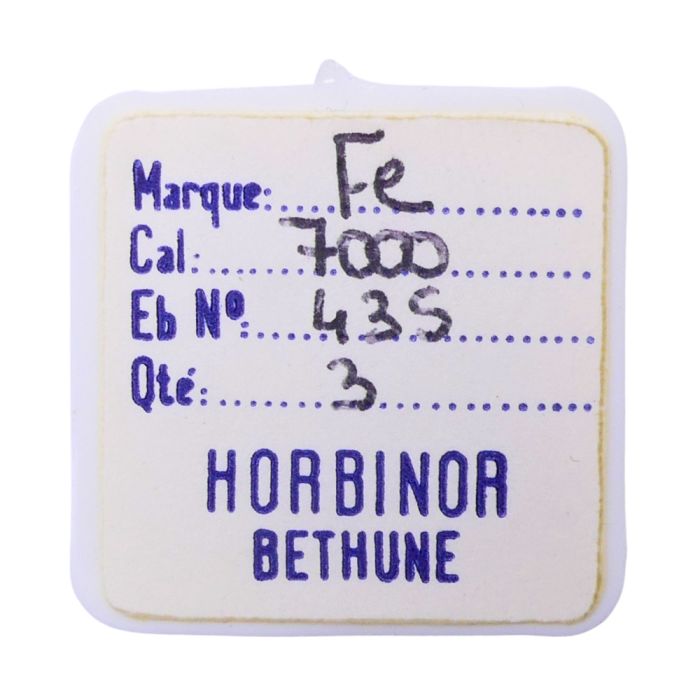 Marque: Fe
Cal: 7000
Eb Nº: 435
Qté: 3
HORBINOR
BETHUNE